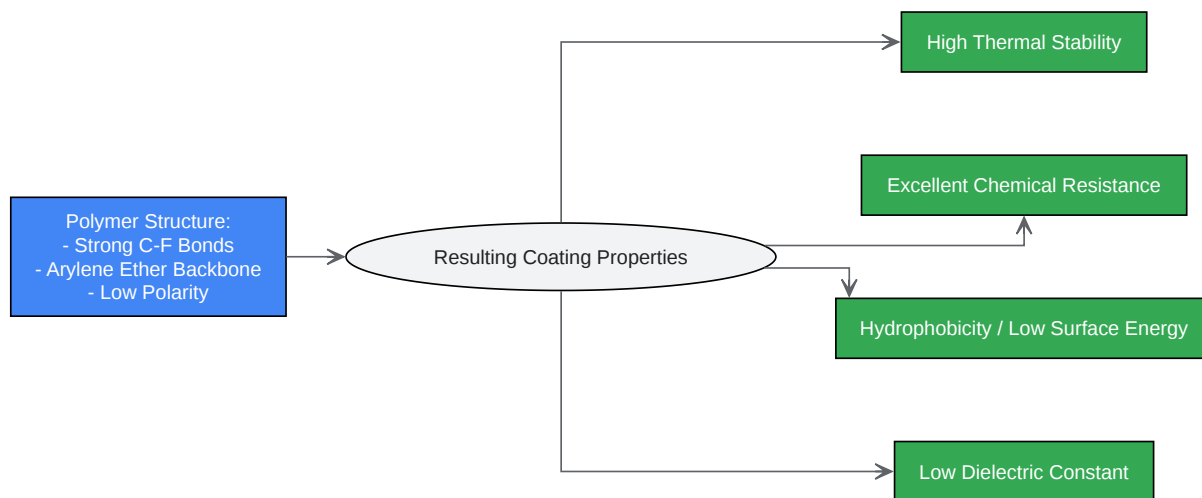 High Thermal Stability
Excellent Chemical Resistance
Polymer Structure:
- Strong C-F Bonds
- Arylene Ether Backbone
- Low Polarity
Resulting Coating Properties
Hydrophobicity / Low Surface Energy
Low Dielectric Constant